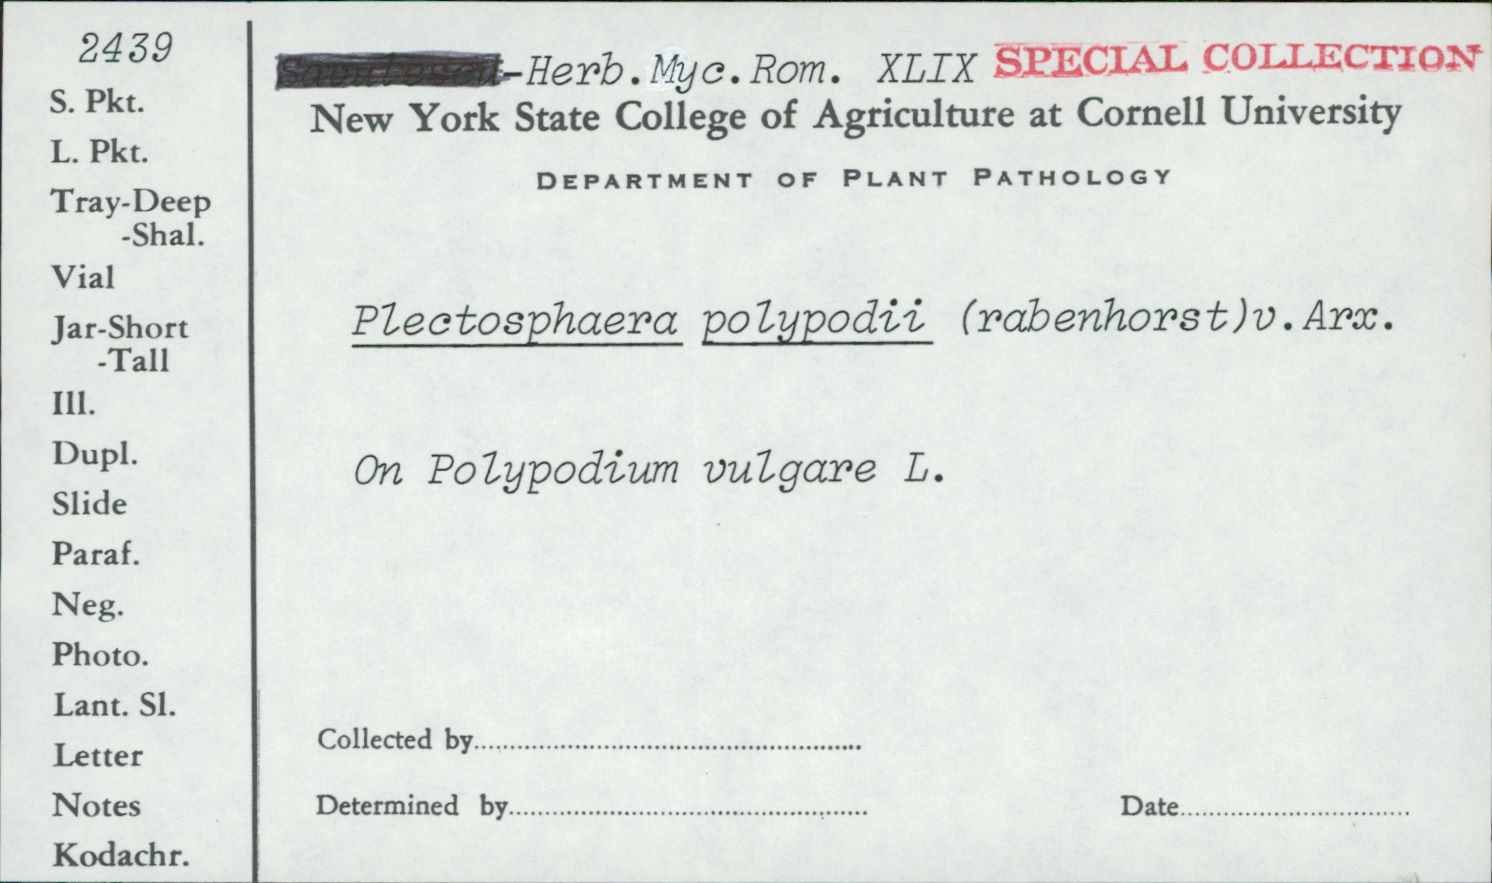 2439
S. Pkt.
L. Pkt.
Tray-Deep
-Shal.
Vial
Jar-Short
-Tall
Ill.
Dupl.
Slide
Paraf.
Neg.
Photo.
Lant. Sl.
Letter
Notes
Kodachr.
-Herb.Myc.Rom. XLIX SPECIAL COLLECTION
New York State College of Agriculture at Cornell University
DEPARTMENT OF PLANT PATHOLOGY
Plectosphaera polypodii (rabenhorst)v.Arx.
On Polypodium vulgare L.
Collected by
Determined by Date